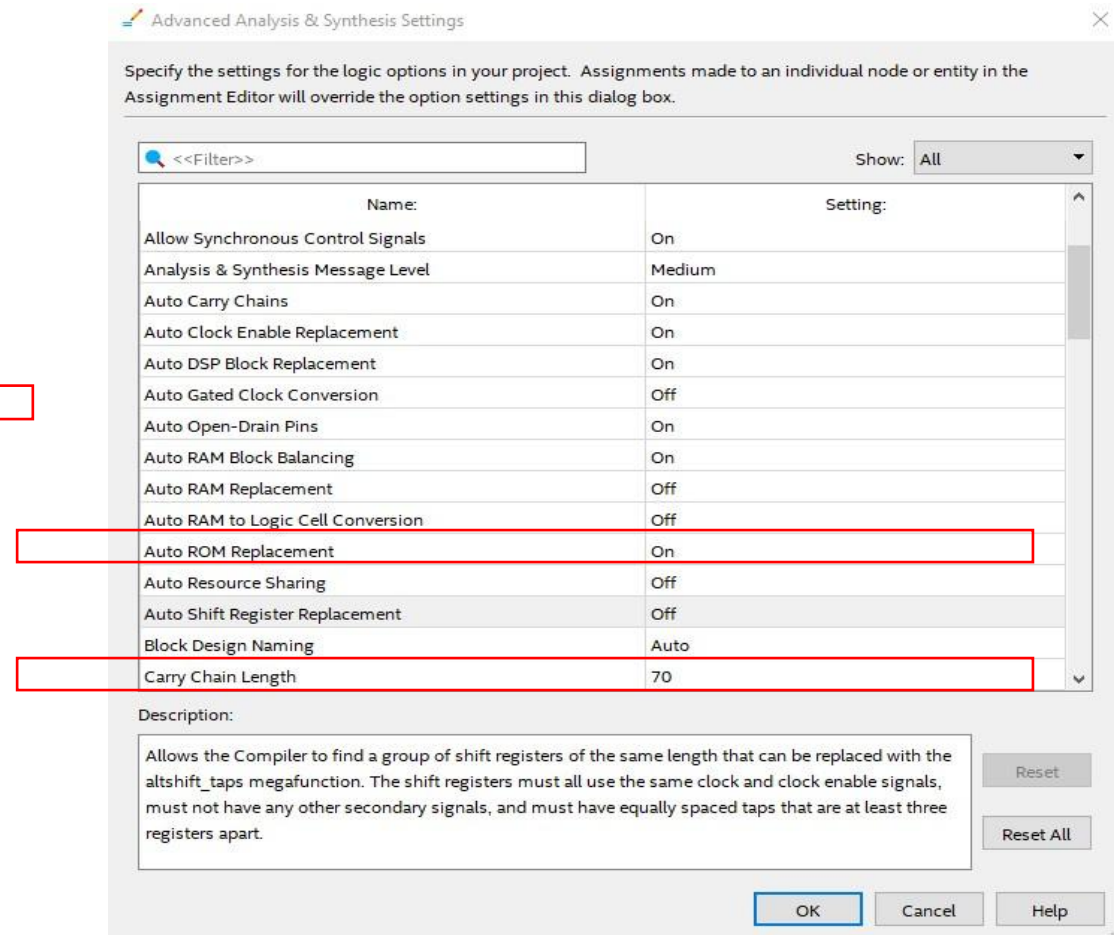 Advanced Analysis & Synthesis Settings
Specify the settings for the logic options in your project. Assignments made to an individual node or entity in the
Assignment Editor will override the option settings in this dialog box.
<<Filter>> Show: All
Name: Setting:
Allow Synchronous Control Signals On
Analysis & Synthesis Message Level Medium
Auto Carry Chains On
Auto Clock Enable Replacement On
Auto DSP Block Replacement On
Auto Gated Clock Conversion Off
Auto Open-Drain Pins On
Auto RAM Block Balancing On
Auto RAM Replacement Off
Auto RAM to Logic Cell Conversion Off
Auto ROM Replacement On
Auto Resource Sharing Off
Auto Shift Register Replacement Off
Block Design Naming Auto
Carry Chain Length 70
Description:
Allows the Compiler to find a group of shift registers of the same length that can be replaced with the
altshift_taps megafunction. The shift registers must all use the same clock and clock enable signals,
must not have any other secondary signals, and must have equally spaced taps that are at least three
registers apart.
Reset
Reset All
OK Cancel Help